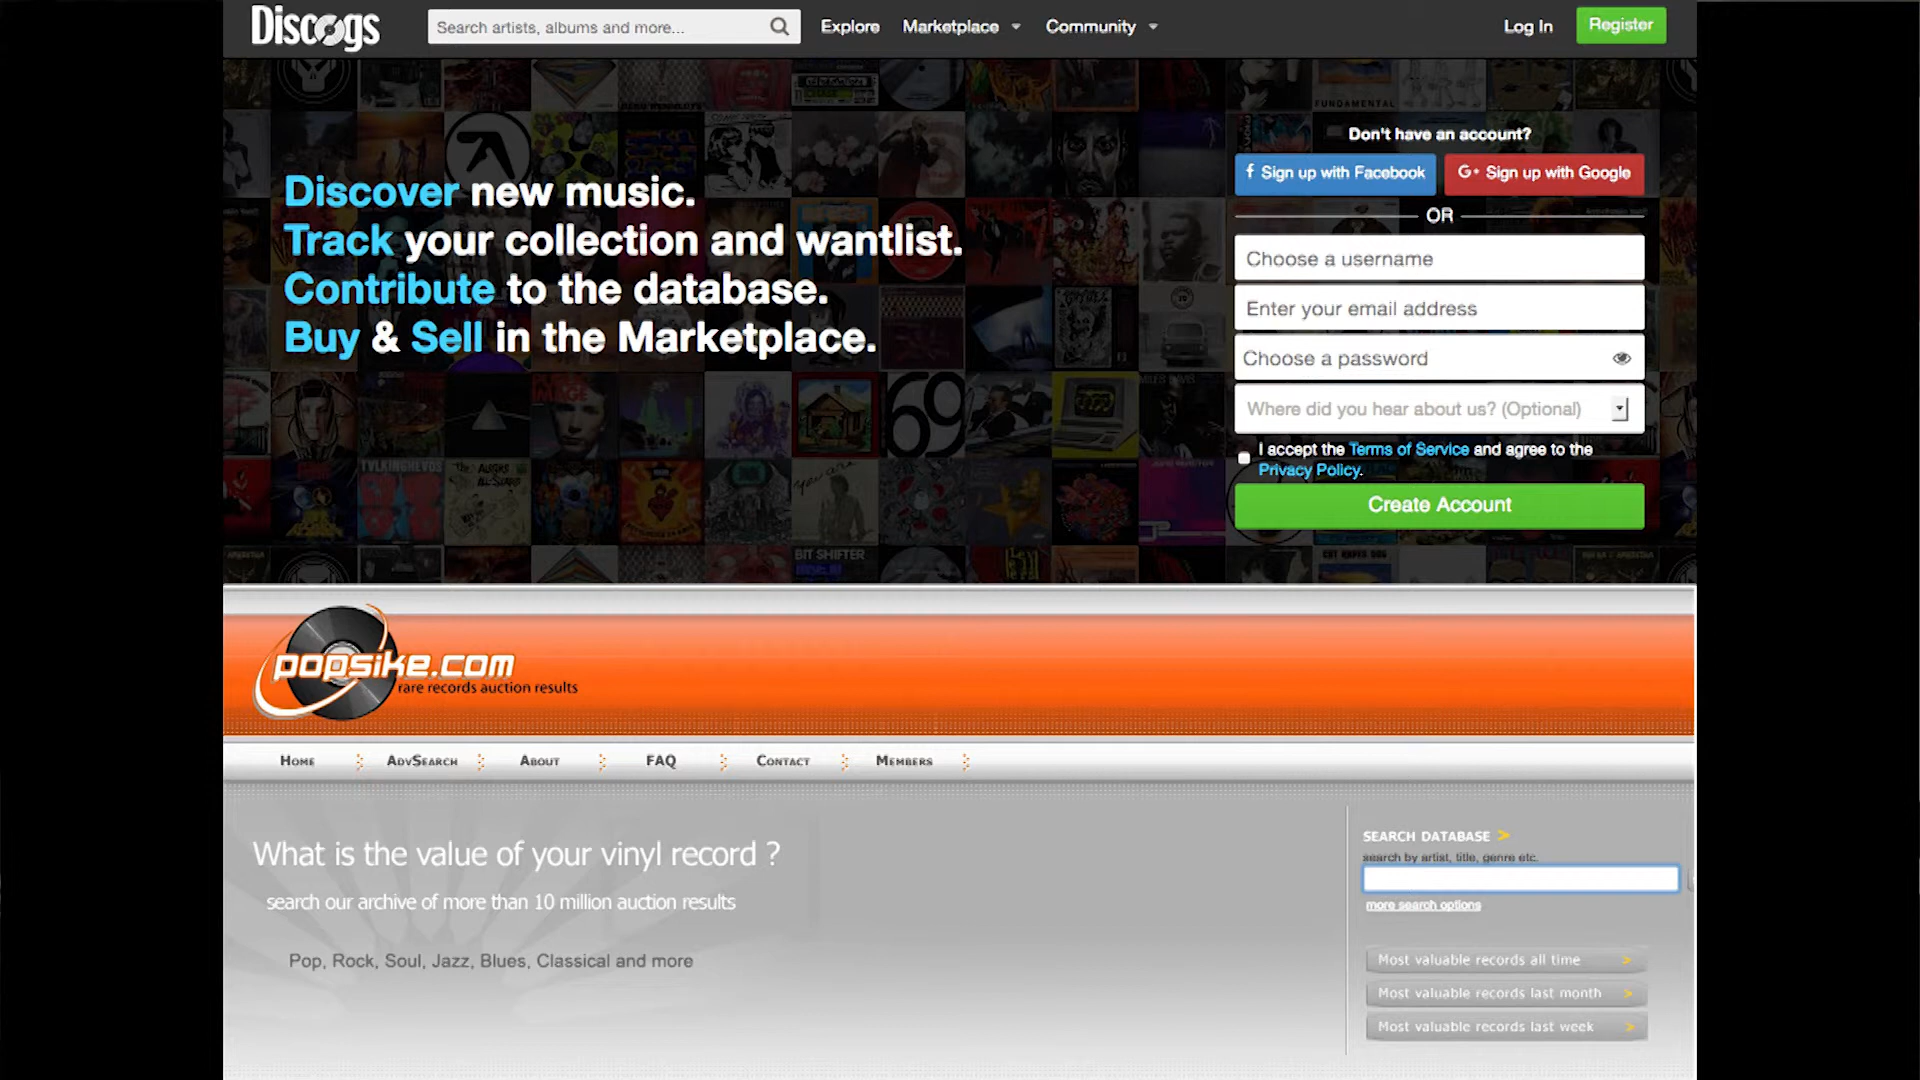 Discogs
Search artists, albums and more...
Explore
Marketplace
Community
Log In
Register
FUNDAMENTAL
Don't have an account?
f Sign up with Facebook
G+ Sign up with Google
OR
Discover new music.
Track your collection and wantlist.
Contribute to the database.
Buy & Sell in the Marketplace.
Choose a username
Enter your email address
Choose a password
Where did you hear about us? (Optional)
I accept the Terms of Service and agree to the
Privacy Policy.
Create Account
69
MILES DAVIS
BIT SHIFTER
popsike.com
rare records auction results
HOME
ADVSEARCH
ABOUT
FAQ
CONTACT
MEMBERS
What is the value of your vinyl record ?
search our archive of more than 10 million auction results
Pop, Rock, Soul, Jazz, Blues, Classical and more
SEARCH DATABASE >
search by artist, title, genre etc.
more search options
Most valuable records all time >
Most valuable records last month >
Most valuable records last week >